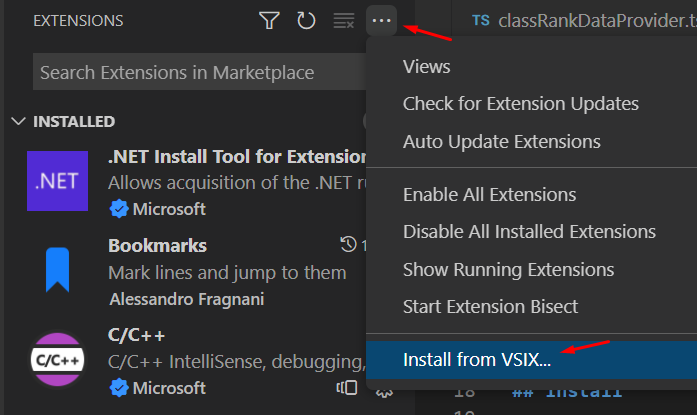 EXTENSIONS
TS classRankDataProvider.ts
Search Extensions in Marketplace
INSTALLED
.NET
.NET Install Tool for Extension
Allows acquisition of the .NET
Microsoft
Bookmarks
Mark lines and jump to them
Alessandro Fragnani
C/C++
C/C++
C/C++ IntelliSense, debugging,
Microsoft
Views
Check for Extension Updates
Auto Update Extensions
Enable All Extensions
Disable All Installed Extensions
Show Running Extensions
Start Extension Bisect
Install from VSIX...
18 ## Install